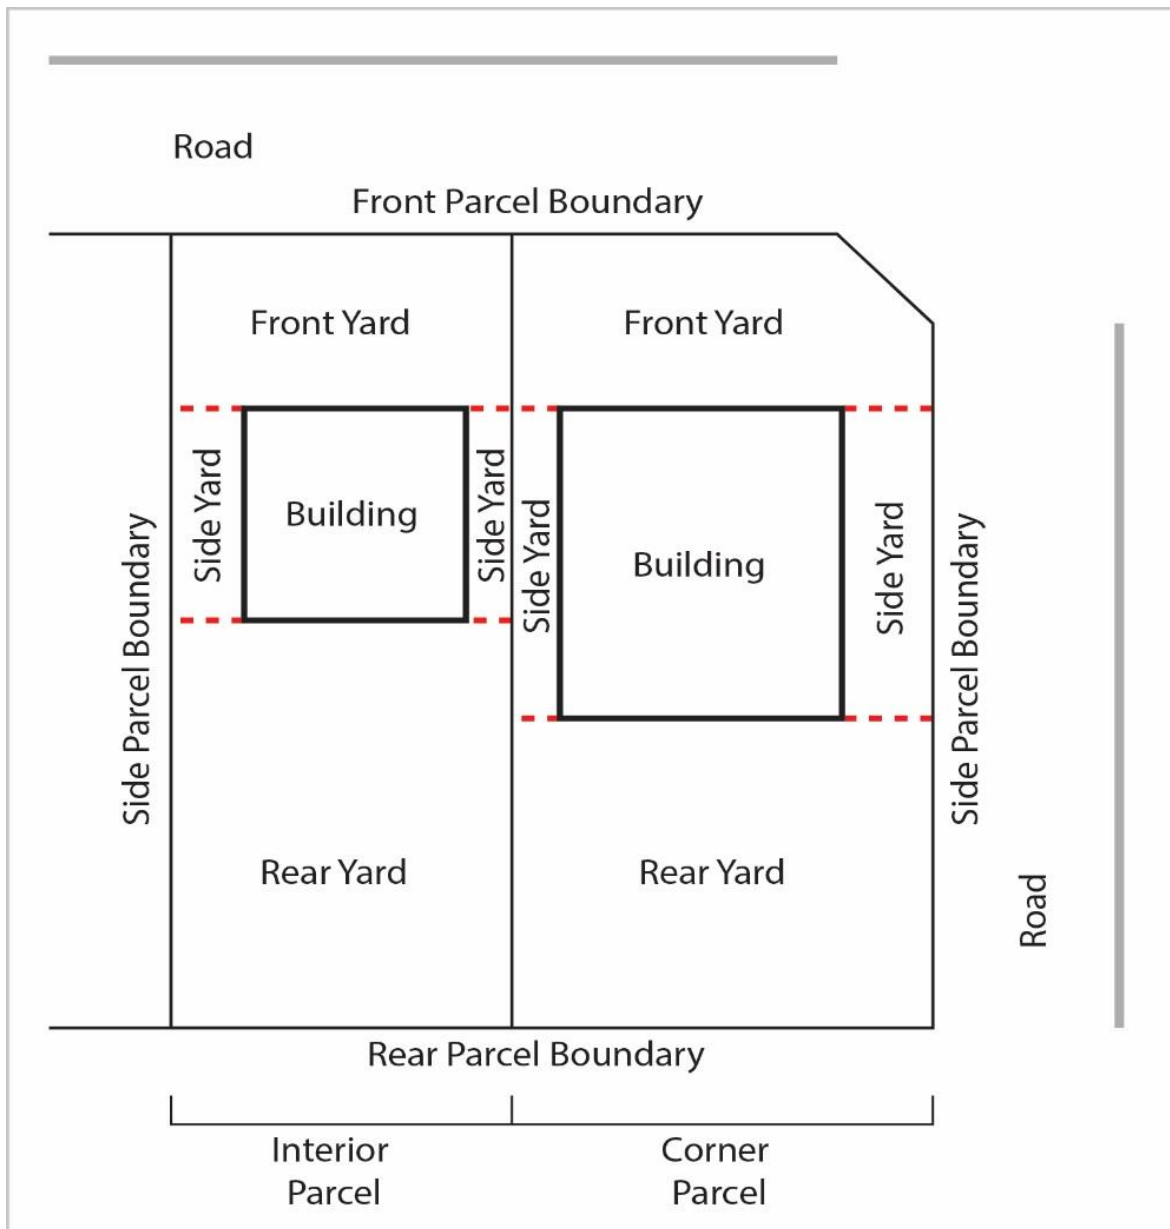 Road
Front Parcel Boundary
Front Yard
Front Yard
Side Yard
Building
Side Yard
Side Yard
Building
Side Yard
Side Parcel Boundary
Side Parcel Boundary
Rear Yard
Rear Yard
Road
Rear Parcel Boundary
Interior
Parcel
Corner
Parcel